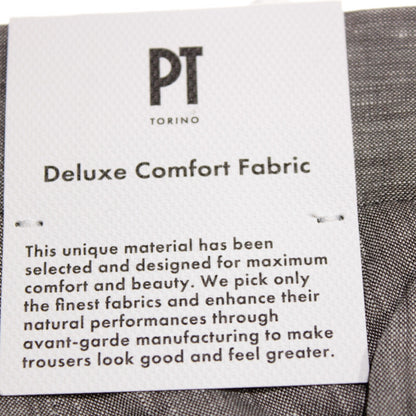 PT
TORINO
Deluxe Comfort Fabric
This unique material has been
selected and designed for maximum
comfort and beauty. We pick only
the finest fabrics and enhance their
natural performances through
avant-garde manufacturing to make
trousers look good and feel greater.